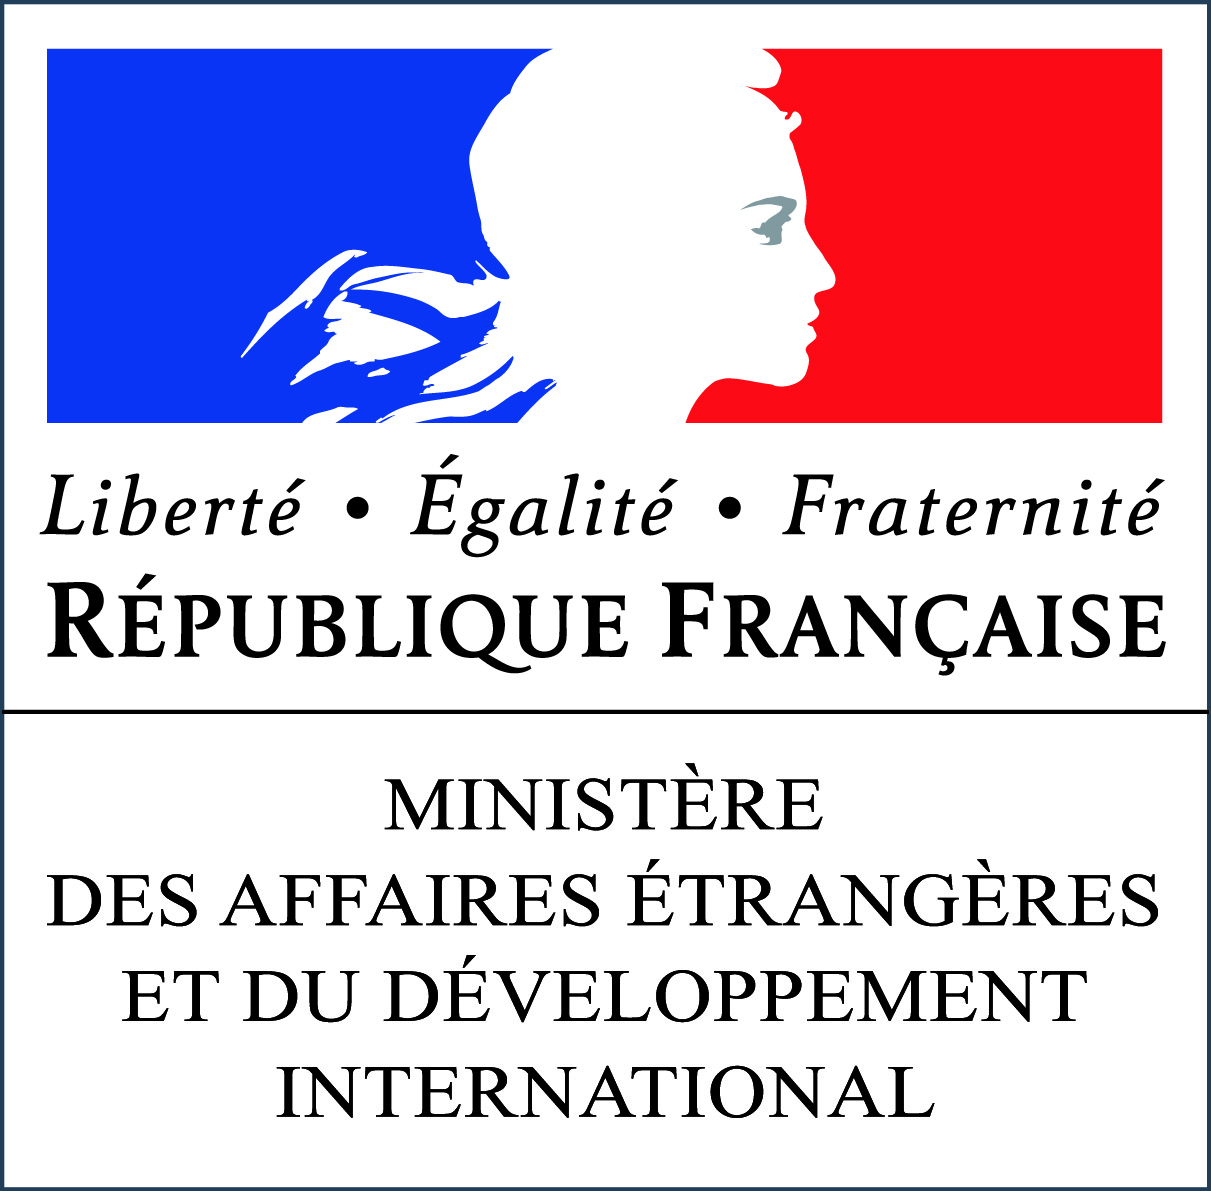 Liberté • Égalité • Fraternité
RÉPUBLIQUE FRANÇAISE
MINISTÈRE
DES AFFAIRES ÉTRANGÈRES
ET DU DÉVELOPPEMENT
INTERNATIONAL